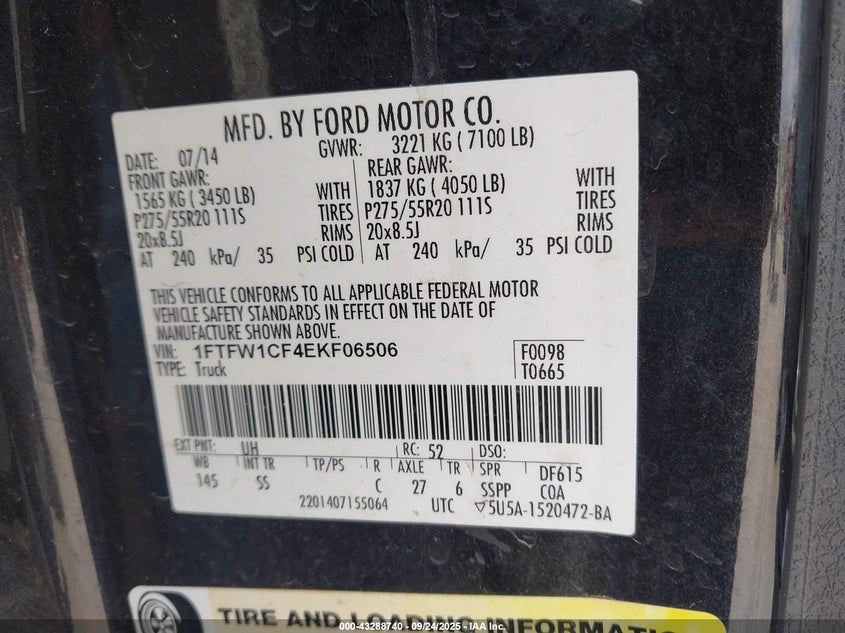 MFD. BY FORD MOTOR CO.
DATE: 07/14 GVWR: 3221 KG ( 7100 LB)
FRONT GAWR: REAR GAWR:
1565 KG ( 3450 LB) WITH 1837 KG ( 4050 LB) WITH
P275/55R20 111S TIRES P275/55R20 111S TIRES
20x8.5J RIMS 20x8.5J RIMS
AT 240 kPa/ 35 PSI COLD AT 240 kPa/ 35 PSI COLD
THIS VEHICLE CONFORMS TO ALL APPLICABLE FEDERAL MOTOR
VEHICLE SAFETY STANDARDS IN EFFECT ON THE DATE OF
MANUFACTURE SHOWN ABOVE.
VIN: 1FTFW1CF4EKF06506 F0098
TYPE: Truck T0665
EXT PNT: UH RC: 52 DSO:
WB INT TR TP/PS R AXLE TR SPR DF615
145 SS C 27 6 SSPP COA
2201407155064 UTC ▽5U5A-1520472-BA
TIRE AND LOADING INFORMATION
000-43288740 - 09/24/2025 - IAA Inc.